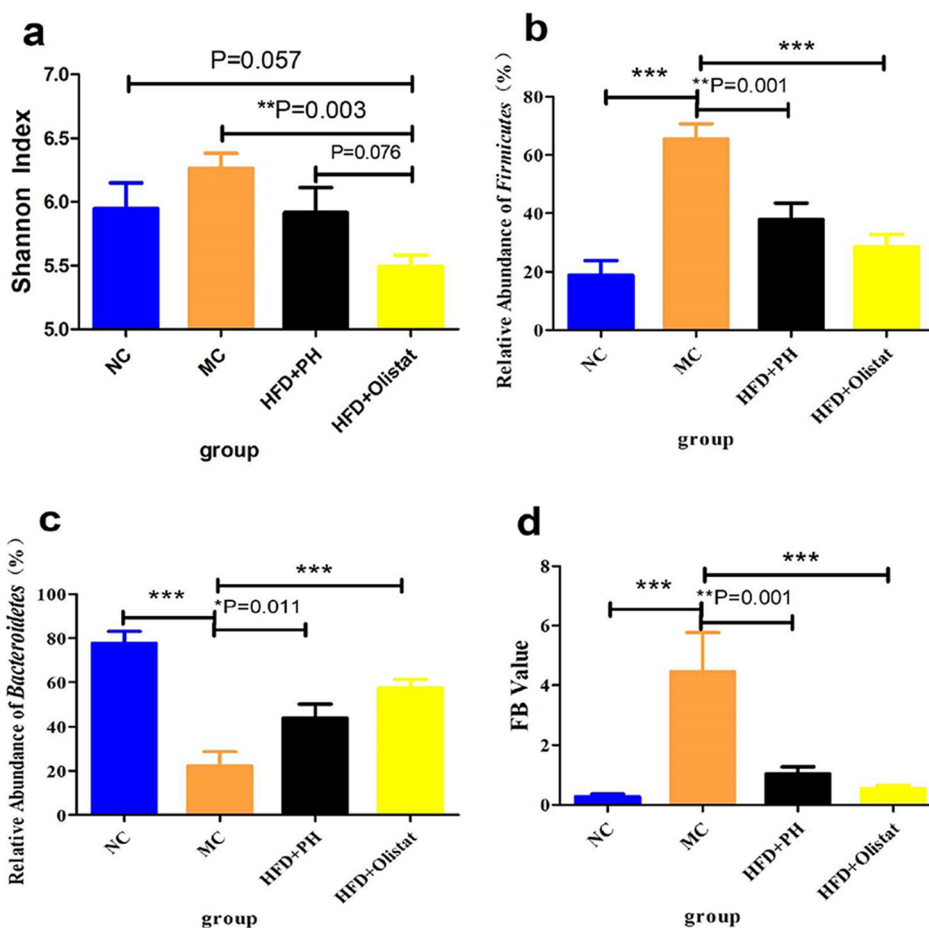 a
P=0.057
**P=0.003
P=0.076
Shannon Index
7.0
6.5
6.0
5.5
5.0
NC
MC
HFD+PH
HFD+Olistat
group
b
***
***
**P=0.001
Relative Abundance of Firmicutes (%)
80
60
40
20
0
NC
MC
HFD+PH
HFD+Olistat
group
c
***
***
*P=0.011
Relative Abundance of Bacteroidetes (%)
100
80
60
40
20
0
NC
MC
HFD+PH
HFD+Olistat
group
d
***
***
**P=0.001
FB Value
8
6
4
2
0
NC
MC
HFD+PH
HFD+Olistat
group